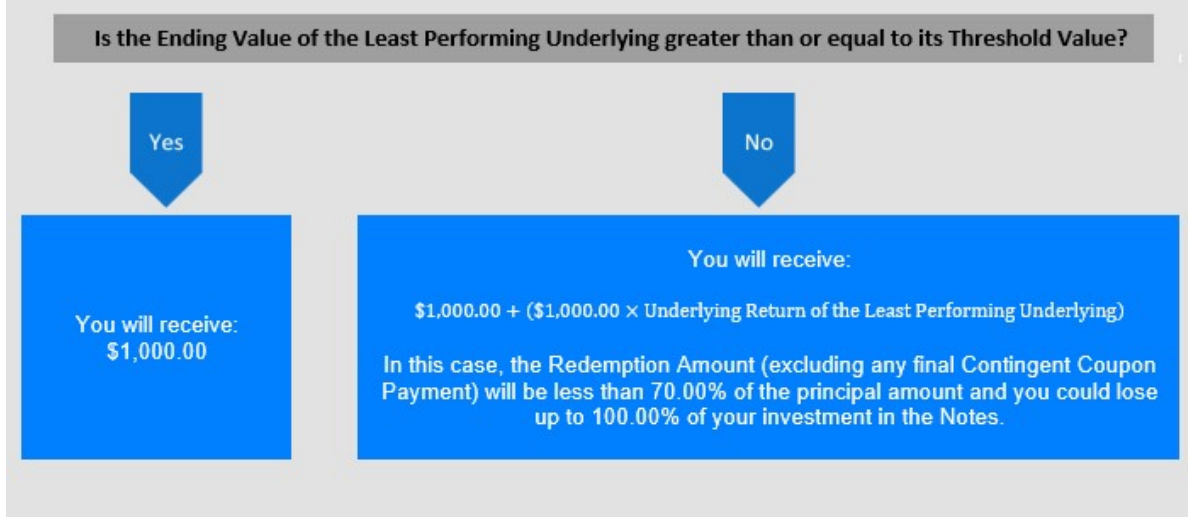 Is the Ending Value of the Least Performing Underlying greater than or equal to its Threshold Value?
Yes
No
You will receive:
$1,000.00
You will receive:
$1,000.00 + ($1,000.00 × Underlying Return of the Least Performing Underlying)
In this case, the Redemption Amount (excluding any final Contingent Coupon
Payment) will be less than 70.00% of the principal amount and you could lose
up to 100.00% of your investment in the Notes.